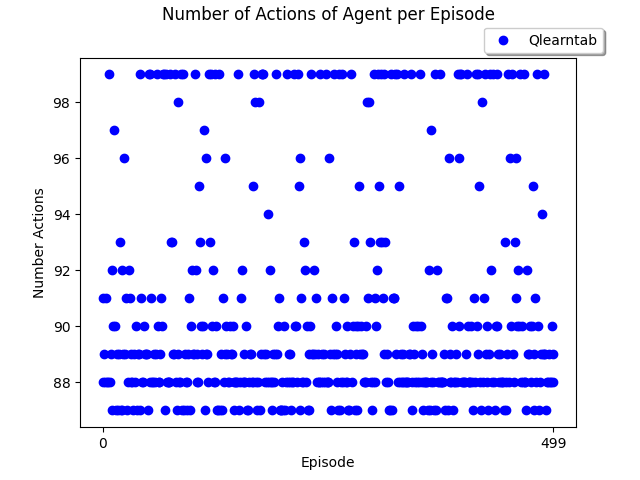 Number of Actions of Agent per Episode
Qlearntab
98
96
94
92
90
88
Number Actions
0
499
Episode